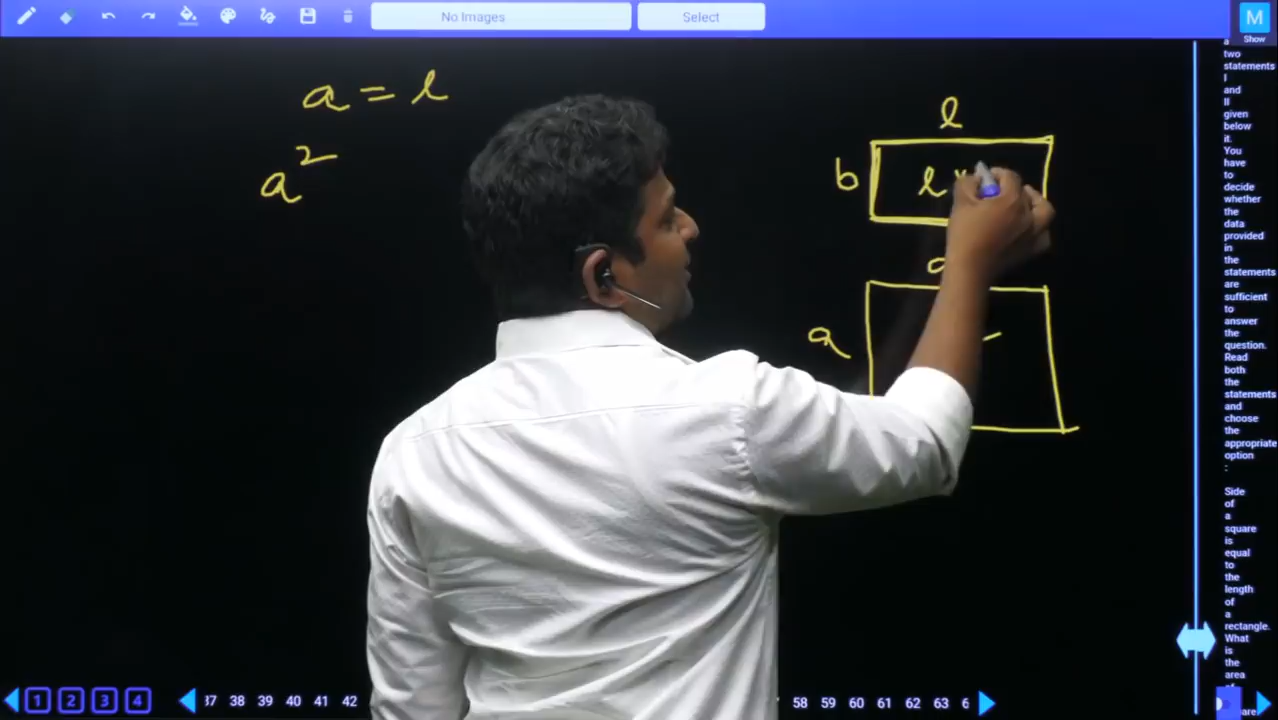 No Images
Select
M
Show
a
two
statements
I
and
II
given
below
it.
You
have
to
decide
whether
the
data
provided
in
the
statements
are
sufficient
to
answer
the
question.
Read
both
the
statements
and
choose
the
appropriate
option
:
Side
of
a
square
is
equal
to
the
length
of
a
rectangle.
What
is
the
area
a = l
a²
l
b
l ×
a
1 2 3 4
37 38 39 40 41 42
58 59 60 61 62 63